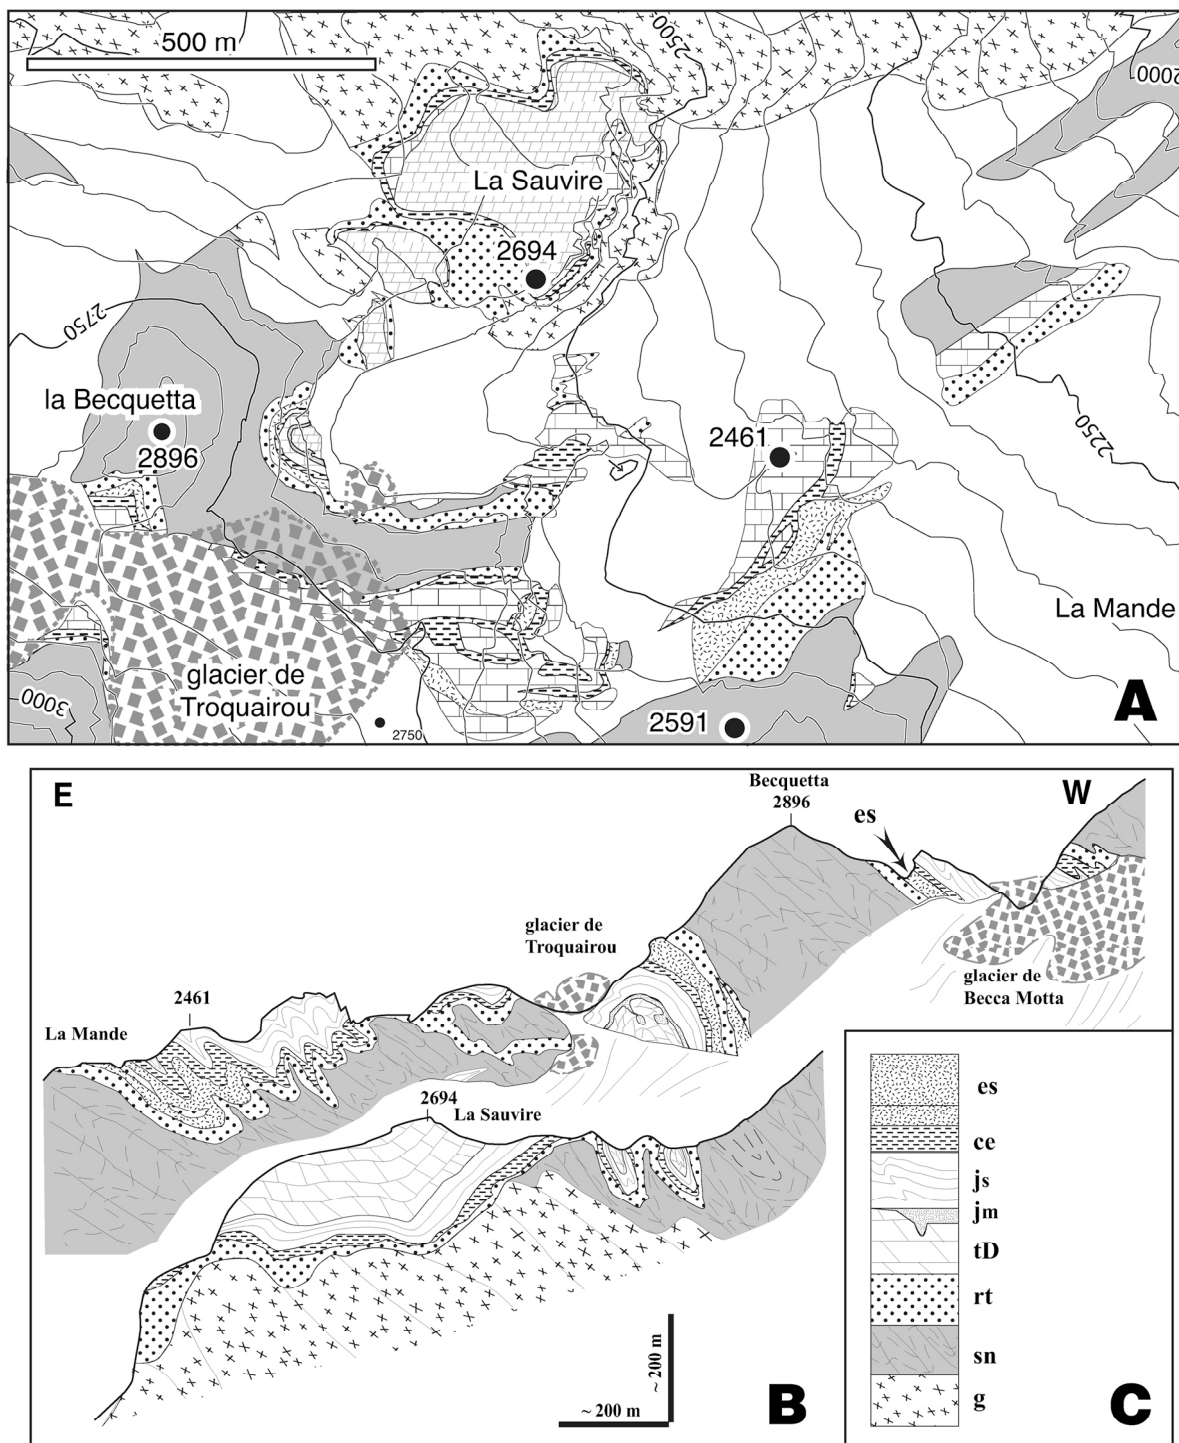 500 m
2500
2000
La Sauvire
2694
2750
la Becquetta
2896
2461
2250
La Mande
glacier de
Troquairou
3000
2750
2591
A
E
W
Becquetta
2896
es
glacier de
Troquairou
glacier de
Becca Motta
2461
La Mande
2694
La Sauvire
~ 200 m
~ 200 m
B
es
ce
js
jm
tD
rt
sn
g
C